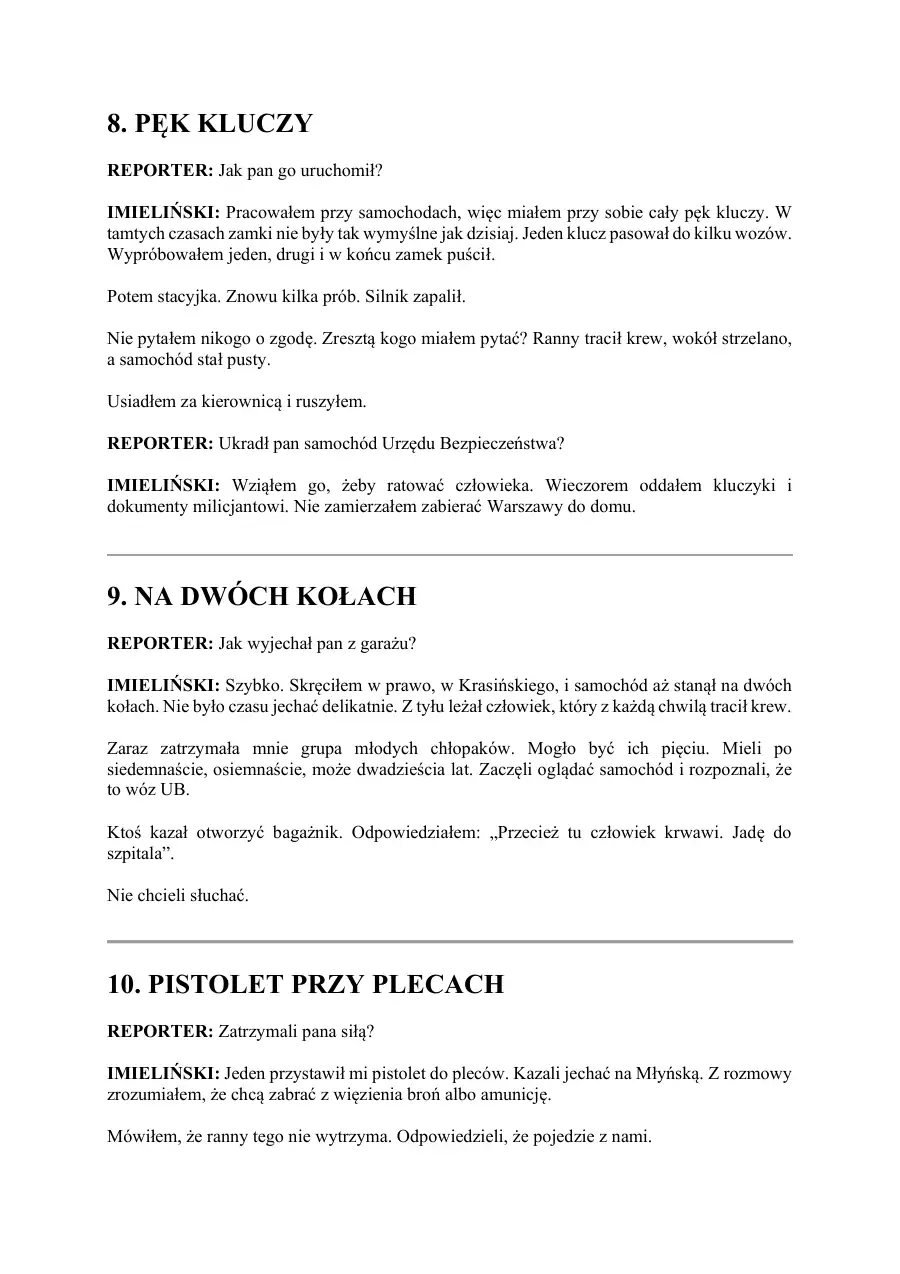 8. PĘK KLUCZY
REPORTER: Jak pan go uruchomił?
IMIELIŃSKI: Pracowałem przy samochodach, więc miałem przy sobie cały pęk kluczy. W
tamtych czasach zamki nie były tak wymyślne jak dzisiaj. Jeden klucz pasował do kilku wozów.
Wypróbowałem jeden, drugi i w końcu zamek puścił.
Potem stacyjka. Znowu kilka prób. Silnik zapalił.
Nie pytałem nikogo o zgodę. Zresztą kogo miałem pytać? Ranny tracił krew, wokół strzelano,
a samochód stał pusty.
Usiadłem za kierownicą i ruszyłem.
REPORTER: Ukradł pan samochód Urzędu Bezpieczeństwa?
IMIELIŃSKI: Wziąłem go, żeby ratować człowieka. Wieczorem oddałem kluczyki i
dokumenty milicjantowi. Nie zamierzałem zabierać Warszawy do domu.
9. NA DWÓCH KOŁACH
REPORTER: Jak wyjechał pan z garażu?
IMIELIŃSKI: Szybko. Skręciłem w prawo, w Krasińskiego, i samochód aż stanął na dwóch
kołach. Nie było czasu jechać delikatnie. Z tyłu leżał człowiek, który z każdą chwilą tracił krew.
Zaraz zatrzymała mnie grupa młodych chłopaków. Mogło być ich pięciu. Mieli po
siedemnaście, osiemnaście, może dwadzieścia lat. Zaczęli oglądać samochód i rozpoznali, że
to wóz UB.
Ktoś kazał otworzyć bagażnik. Odpowiedziałem: „Przecież tu człowiek krwawi. Jadę do
szpitala”.
Nie chcieli słuchać.
10. PISTOLET PRZY PLECACH
REPORTER: Zatrzymali pana siłą?
IMIELIŃSKI: Jeden przystawił mi pistolet do pleców. Kazali jechać na Młyńską. Z rozmowy
zrozumiałem, że chcą zabrać z więzienia broń albo amunicję.
Mówiłem, że ranny tego nie wytrzyma. Odpowiedzieli, że pojedzie z nami.